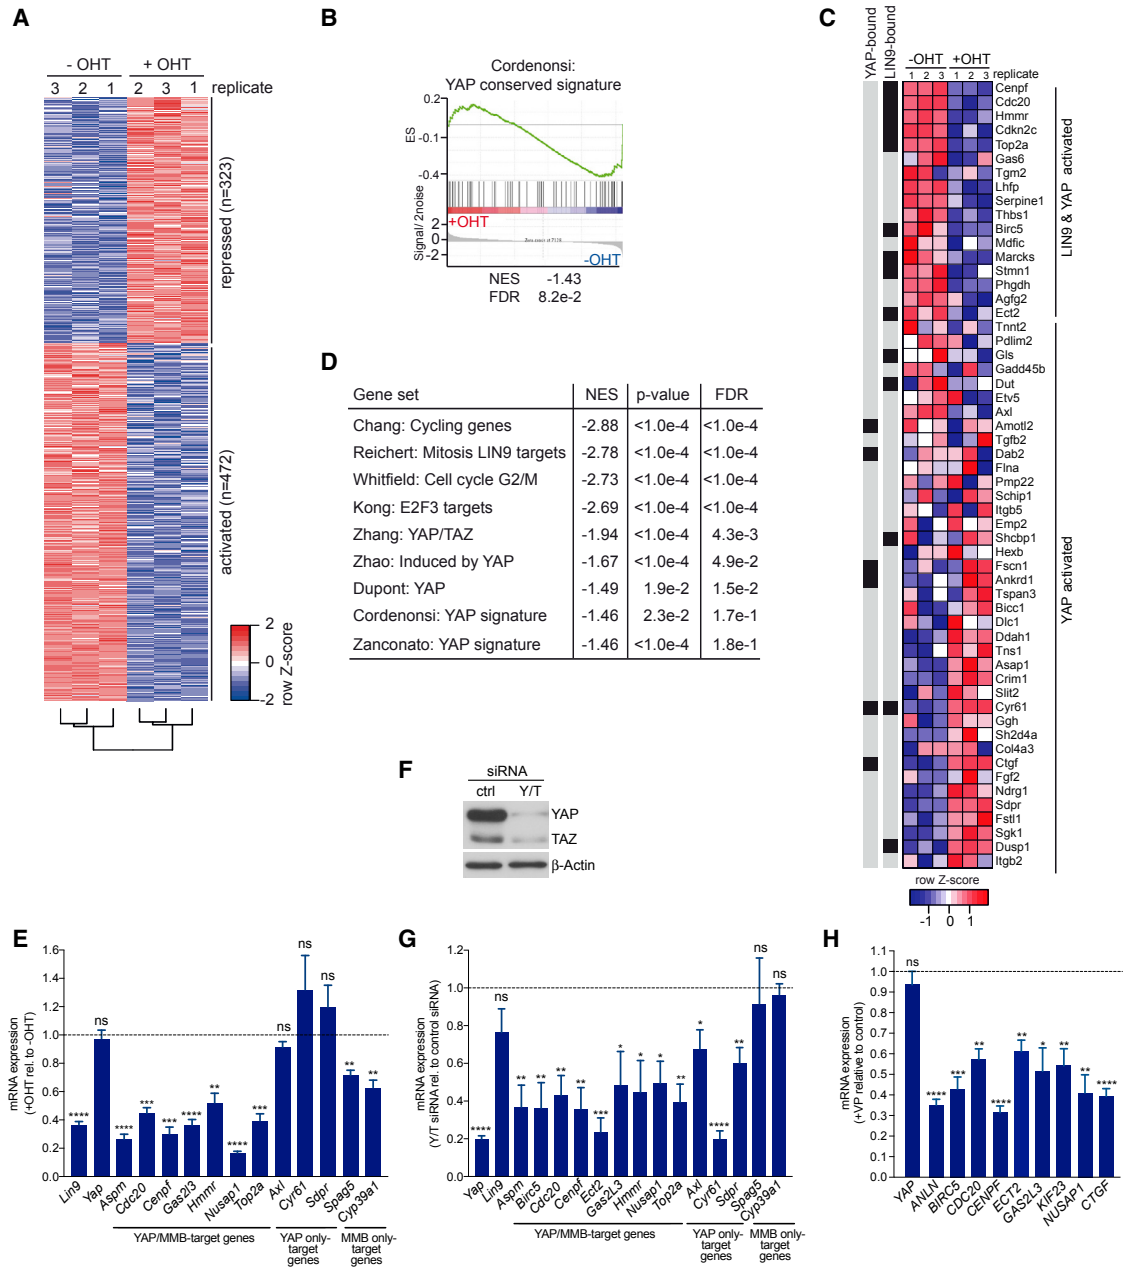 A
- OHT
+ OHT
3 2 1 2 3 1 replicate
repressed (n=323)
activated (n=472)
2
0
-2
row Z-score
B
Cordenonsi:
YAP conserved signature
0.2
-0.1
-0.4
ES
+OHT
2
0
-2
Signal/ 2noise
-OHT
NES -1.43
FDR 8.2e-2
C
YAP-bound
LIN9-bound
-OHT +OHT
1 2 3 1 2 3 replicate
Cenpf
Cdc20
Hmmr
Cdkn2c
Top2a
Gas6
Tgm2
Lhfp
Serpine1
Thbs1
Birc5
Mdfic
Marcks
Stmn1
Phgdh
Agfg2
Ect2
Tnnt2
Pdlim2
Gls
Gadd45b
Dut
Etv5
Axl
Amotl2
Tgfb2
Dab2
Flna
Pmp22
Schip1
Itgb5
Emp2
Shcbp1
Hexb
Fscn1
Ankrd1
Tspan3
Bicc1
Dlc1
Ddah1
Tns1
Asap1
Crim1
Slit2
Cyr61
Ggh
Sh2d4a
Col4a3
Ctgf
Fgf2
Ndrg1
Sdpr
Fstl1
Sgk1
Dusp1
Itgb2
LIN9 & YAP activated
YAP activated
row Z-score
-1 0 1
D
Gene set NES p-value FDR
Chang: Cycling genes -2.88 <1.0e-4 <1.0e-4
Reichert: Mitosis LIN9 targets -2.78 <1.0e-4 <1.0e-4
Whitfield: Cell cycle G2/M -2.73 <1.0e-4 <1.0e-4
Kong: E2F3 targets -2.69 <1.0e-4 <1.0e-4
Zhang: YAP/TAZ -1.94 <1.0e-4 4.3e-3
Zhao: Induced by YAP -1.67 <1.0e-4 4.9e-2
Dupont: YAP -1.49 1.9e-2 1.5e-2
Cordenonsi: YAP signature -1.46 2.3e-2 1.7e-1
Zanconato: YAP signature -1.46 <1.0e-4 1.8e-1
F
siRNA
ctrl Y/T
YAP
TAZ
β-Actin
E
mRNA expression
(+OHT rel. to -OHT)
1.6
1.4
1.2
1.0
0.8
0.6
0.4
0.2
0.0
**** ns **** *** *** **** ** **** *** ns ns ns ** **
Lin9 Yap Aspm Cdc20 Cenpf Gas2l3 Hmmr Nusap1 Top2a Axl Cyr61 Sdpr Spag5 Cyp39a1
YAP/MMB-target genes
YAP only-
target
genes
MMB only-
target
genes
G
mRNA expression
(Y/T siRNA rel. to control siRNA)
1.2
1.0
0.8
0.6
0.4
0.2
0.0
**** ns ** ** ** ** *** * * * ** * **** ** ns ns
Yap Lin9 Aspm Birc5 Cdc20 Cenpf Ect2 Gas2L3 Hmmr Nusap1 Top2a Axl Cyr61 Sdpr Spag5 Cyp39a1
YAP/MMB-target genes
YAP only-
target
genes
MMB only-
target
genes
H
mRNA expression
(+VP relative to control)
1.1
1.0
0.9
0.8
0.7
0.6
0.5
0.4
0.3
0.2
0.1
0.0
ns **** *** ** **** ** * ** ** ****
YAP ANLN BIRC5 CDC20 CENPF ECT2 GAS2L3 KIF23 NUSAP1 CTGF